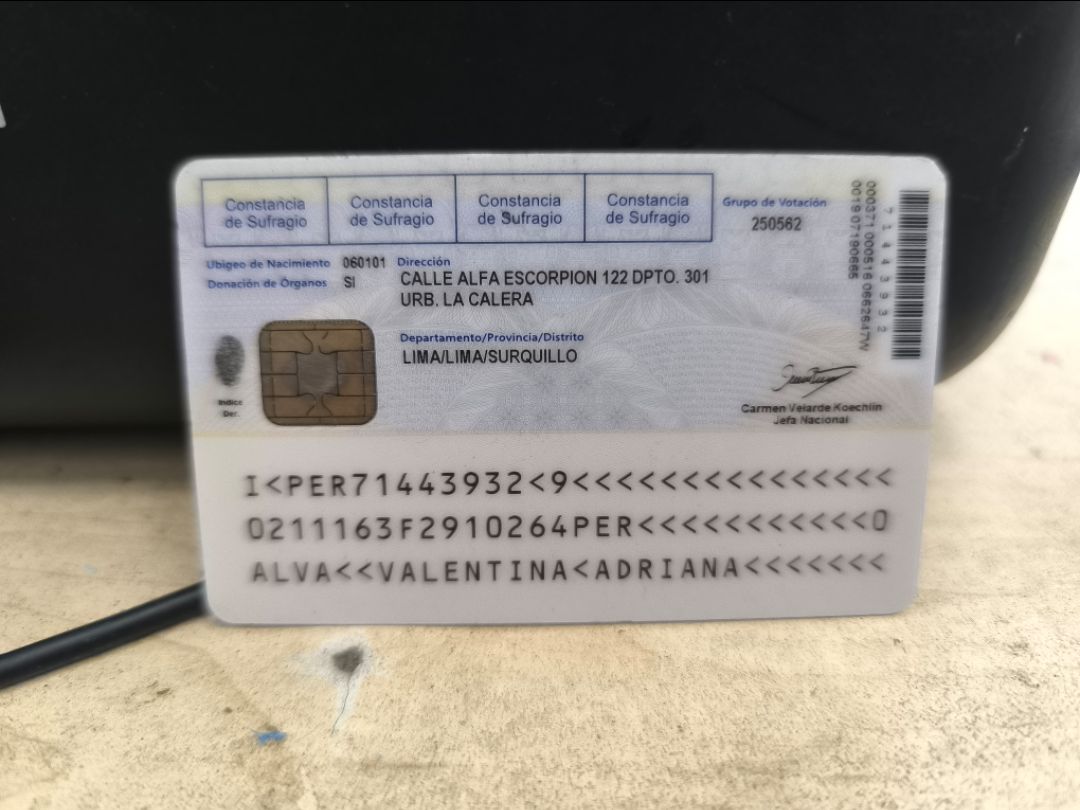 Constancia de Sufragio
Constancia de Sufragio
Constancia de Sufragio
Constancia de Sufragio
Grupo de Votación
250562
Ubigeo de Nacimiento 060101
Donación de Órganos SI
Dirección
CALLE ALFA ESCORPION 122 DPTO. 301
URB. LA CALERA
Departamento/Provincia/Distrito
LIMA/LIMA/SURQUILLO
Indice
Der.
Carmen Velarde Koechlin
Jefa Nacional
71443932
I<PER71443932<9<<<<<<<<<<<<<<<
0211163F2910264PER<<<<<<<<<<<0
ALVA<<VALENTINA<ADRIANA<<<<<<<